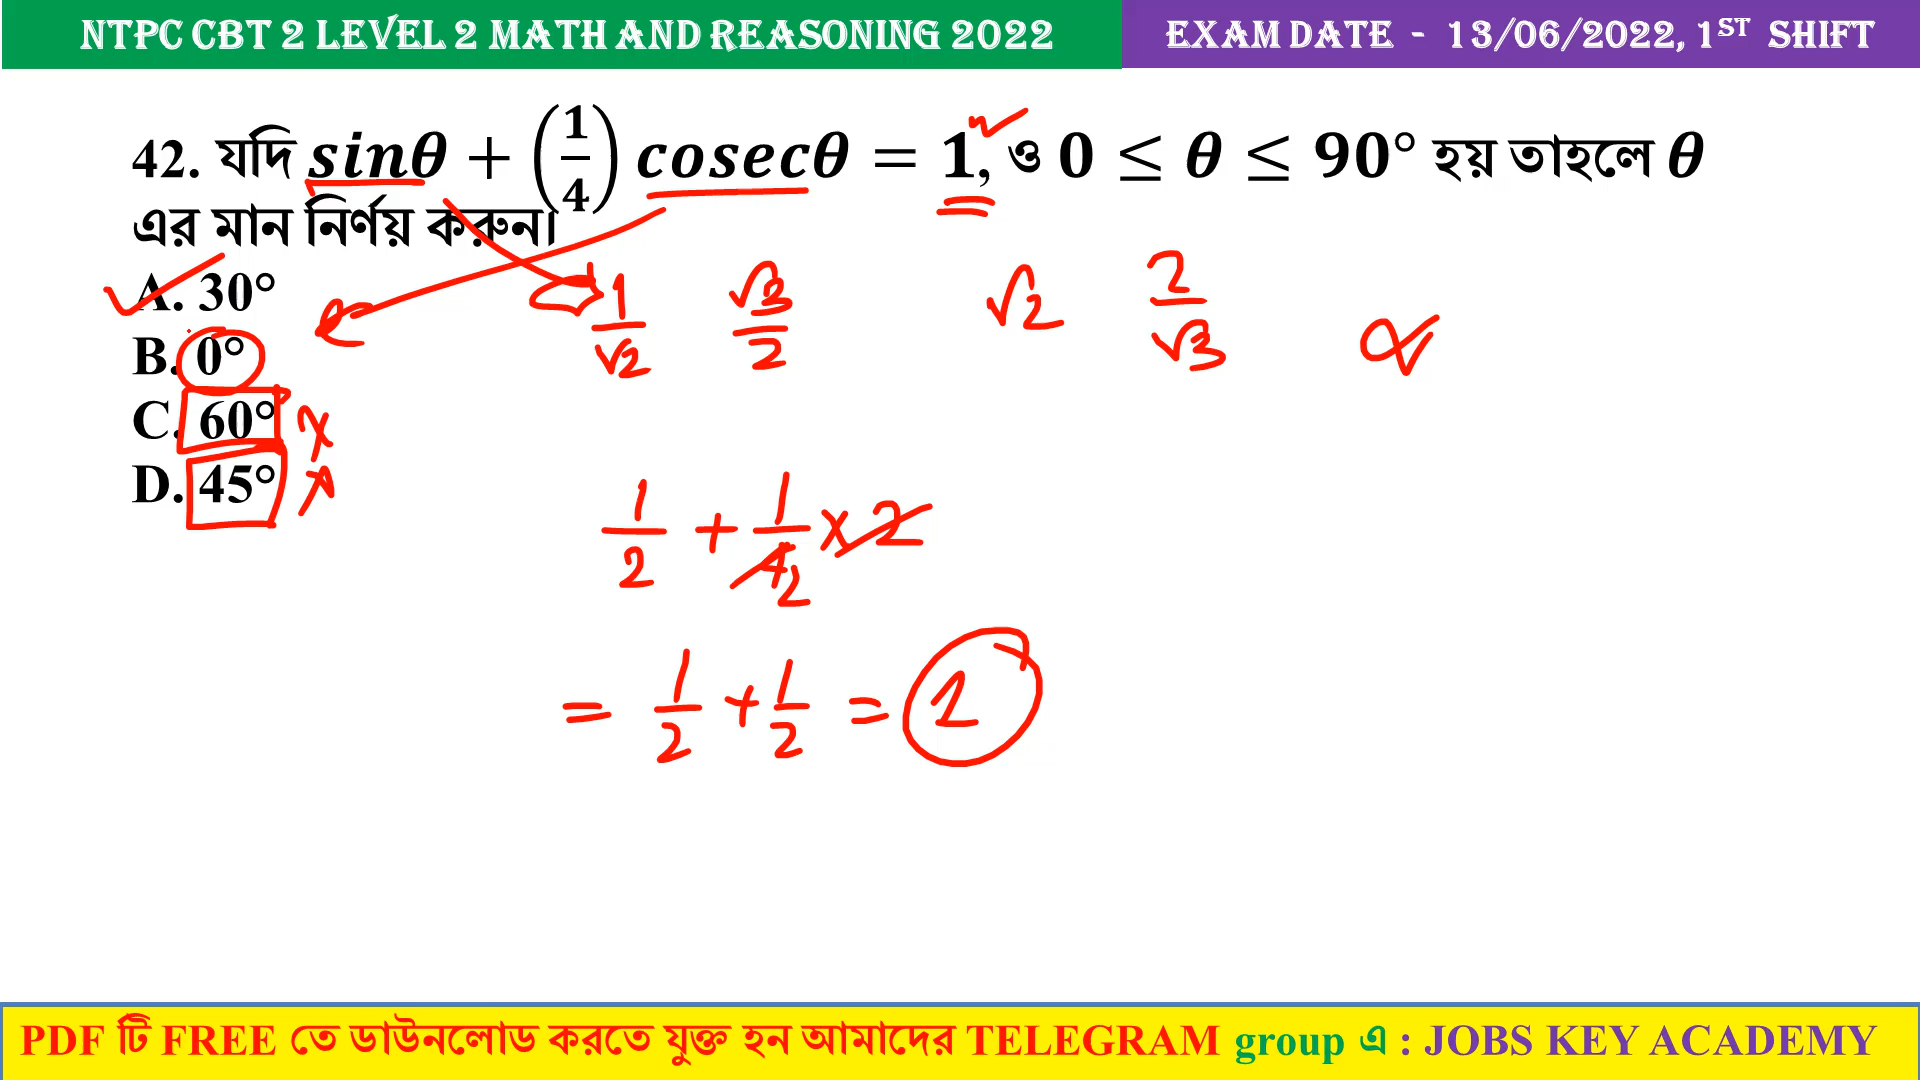 NTPC CBT 2 LEVEL 2 MATH AND REASONING 2022
EXAM DATE - 13/06/2022, 1ST SHIFT
42. যদি sinθ + (1/4) cosecθ = 1, ও 0 ≤ θ ≤ 90° হয় তাহলে θ
এর মান নির্ণয় করুন।
A. 30°
B. 0°
C. 60°
D. 45°
1/√2 √3/2 √2 2/√3
1/2 + 1/4 × 2
2
= 1/2 + 1/2 = 1
PDF টি FREE তে ডাউনলোড করতে যুক্ত হন আমাদের TELEGRAM group এ : JOBS KEY ACADEMY